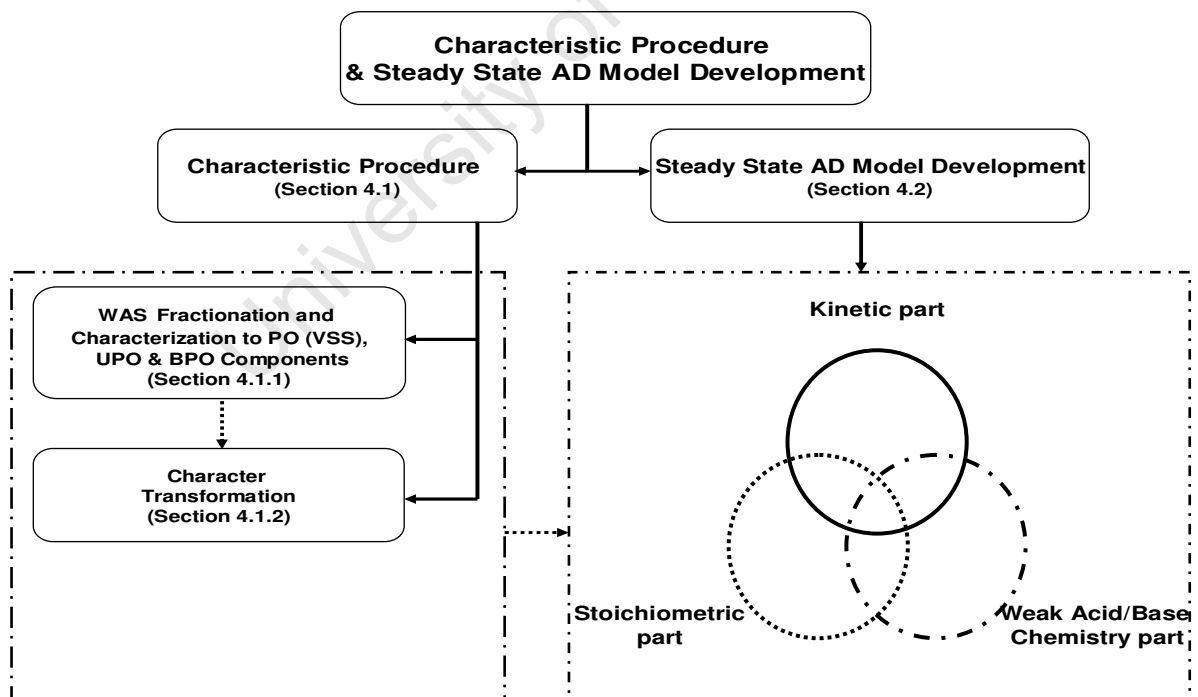 Characteristic Procedure
& Steady State AD Model Development
Characteristic Procedure
(Section 4.1)
Steady State AD Model Development
(Section 4.2)
WAS Fractionation and
Characterization to PO (VSS),
UPO & BPO Components
(Section 4.1.1)
Character
Transformation
(Section 4.1.2)
Kinetic part
Stoichiometric
part
Weak Acid/Base
Chemistry part
University of